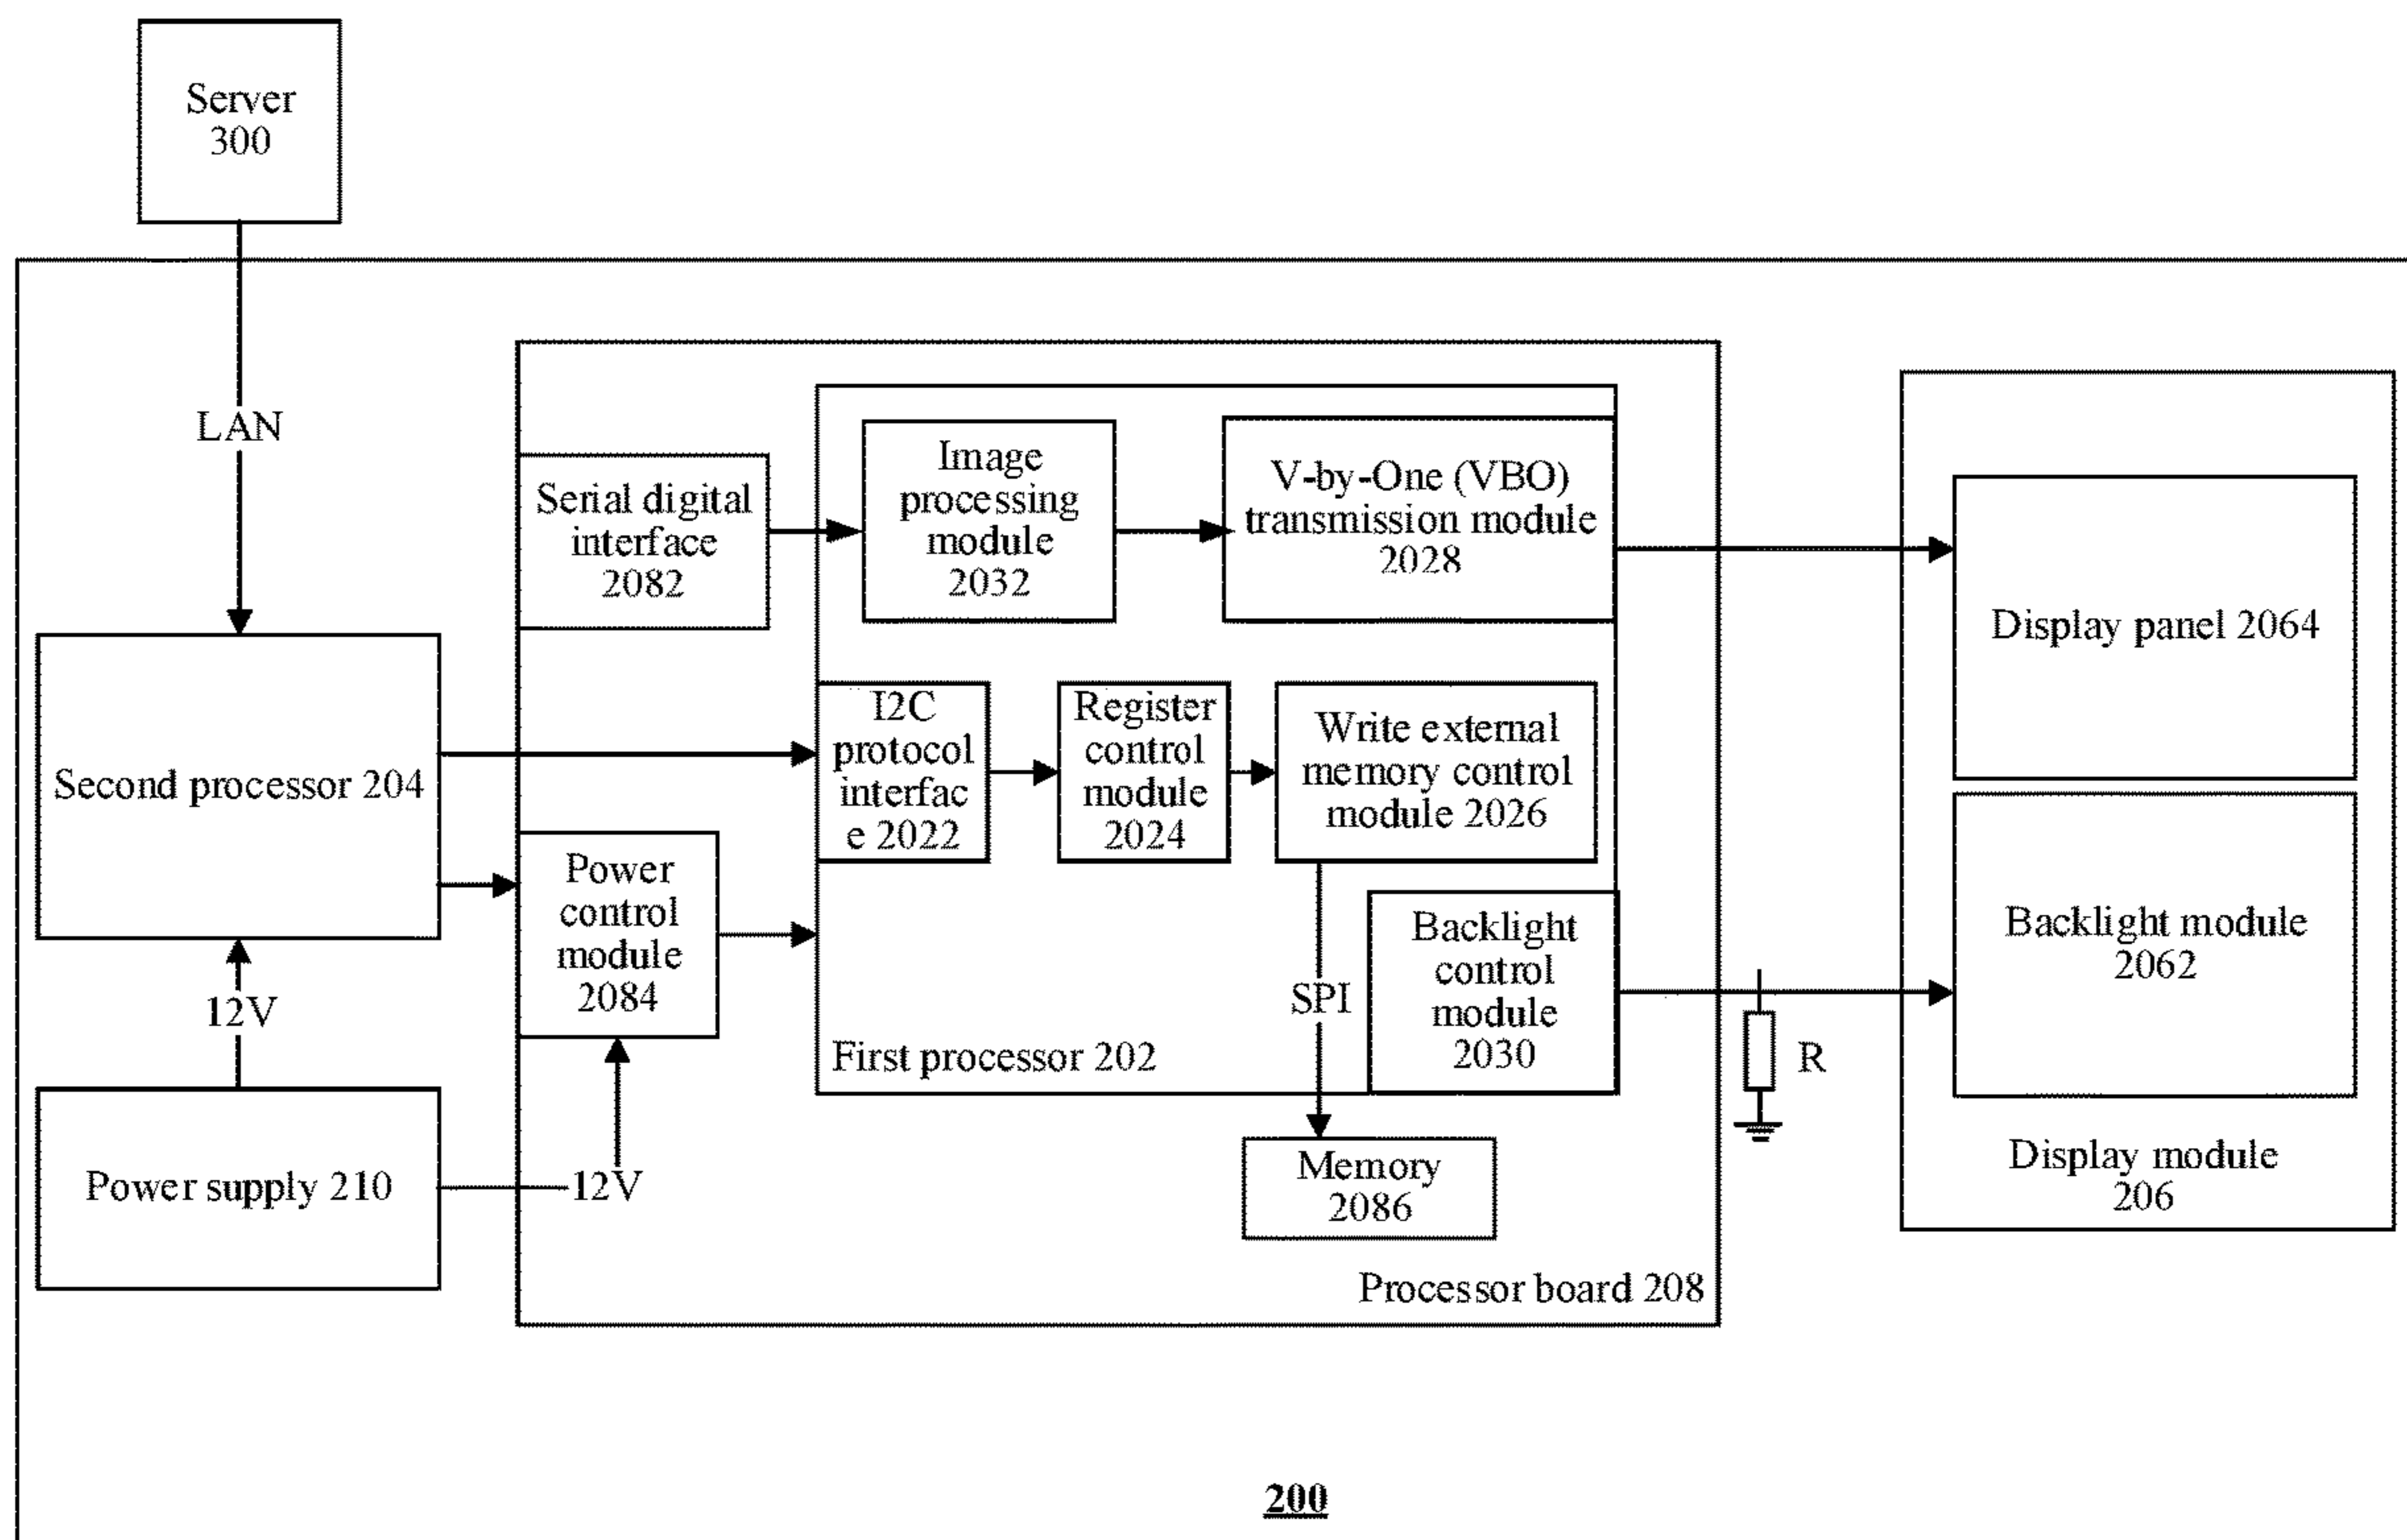 Server
300
LAN
Serial digital
interface
2082
Image
processing
module
2032
V-by-One (VBO)
transmission module
2028
Display panel 2064
Second processor 204
I2C
protocol
interfac
e 2022
Register
control
module
2024
Write external
memory control
module 2026
Power
control
module
2084
Backlight
control
module
2030
Backlight module
2062
12V
SPI
First processor 202
R
Power supply 210
12V
Memory
2086
Display module
206
Processor board 208
200